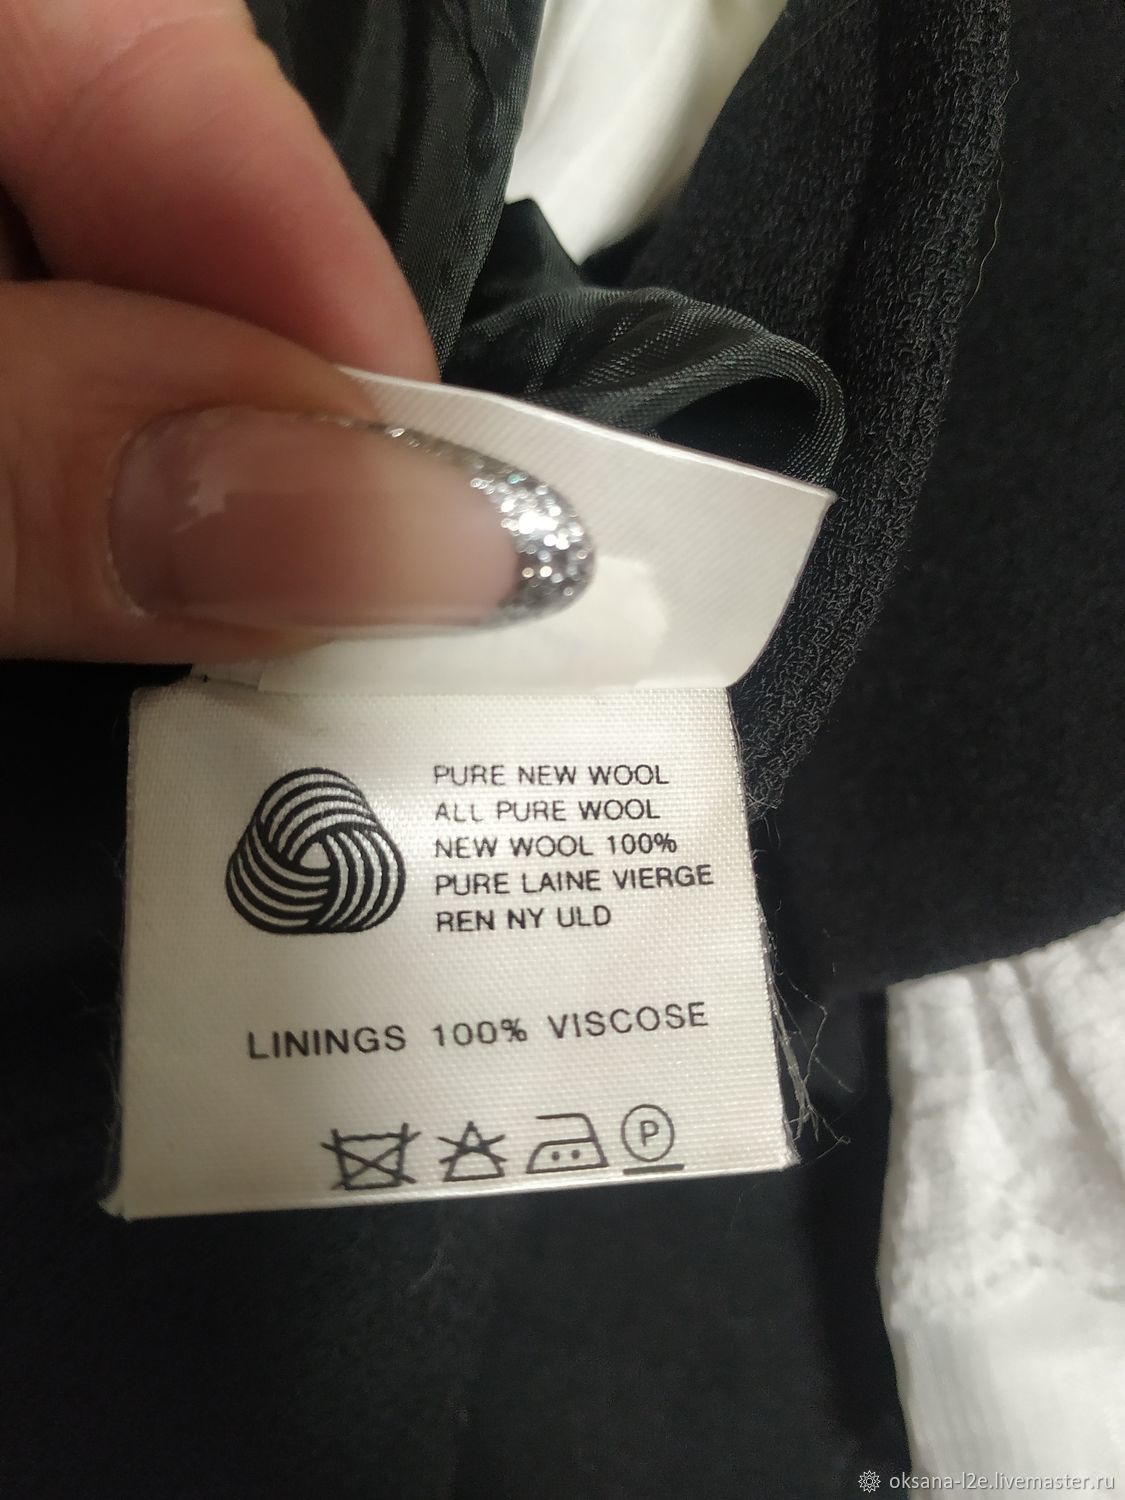 PURE NEW WOOL
ALL PURE WOOL
NEW WOOL 100%
PURE LAINE VIERGE
REN NY ULD
LININGS 100% VISCOSE
P
oksana-l2e.livemaster.ru